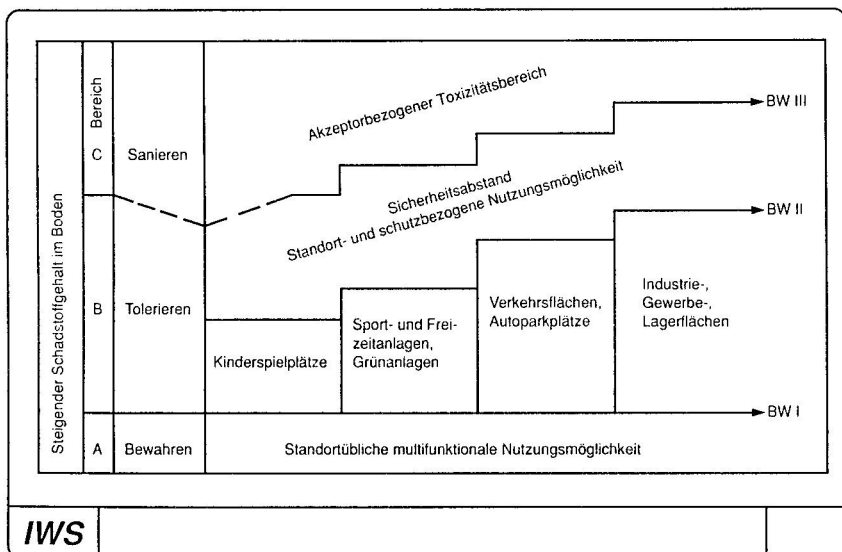 Steigender Schadstoffgehalt im Boden
Bereich
C
Sanieren
Akzeptorbezogener Toxizitätsbereich
BW III
Sicherheitsabstand
Standort- und schutzbezogene Nutzungsmöglichkeit
BW II
B
Tolerieren
Kinderspielplätze
Sport- und Frei-
zeitanlagen,
Grünanlagen
Verkehrsflächen,
Autoparkplätze
Industrie-,
Gewerbe-,
Lagerflächen
BW I
A
Bewahren
Standortübliche multifunktionale Nutzungsmöglichkeit
IWS